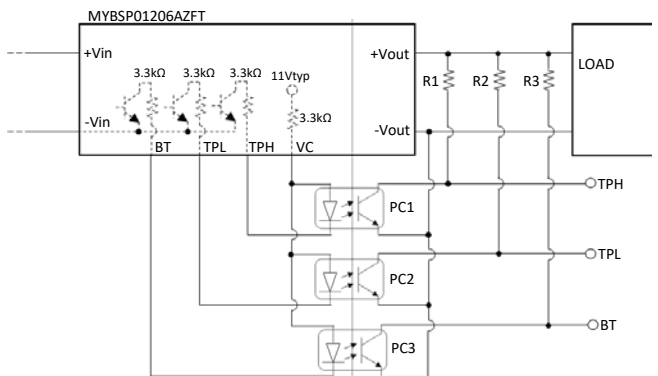 MYBSP01206AZFT
+Vin
-Vin
3.3kΩ
3.3kΩ
3.3kΩ
11Vtyp
3.3kΩ
BT
TPL
TPH
VC
+Vout
-Vout
R1
R2
R3
LOAD
PC1
TPH
PC2
TPL
PC3
BT